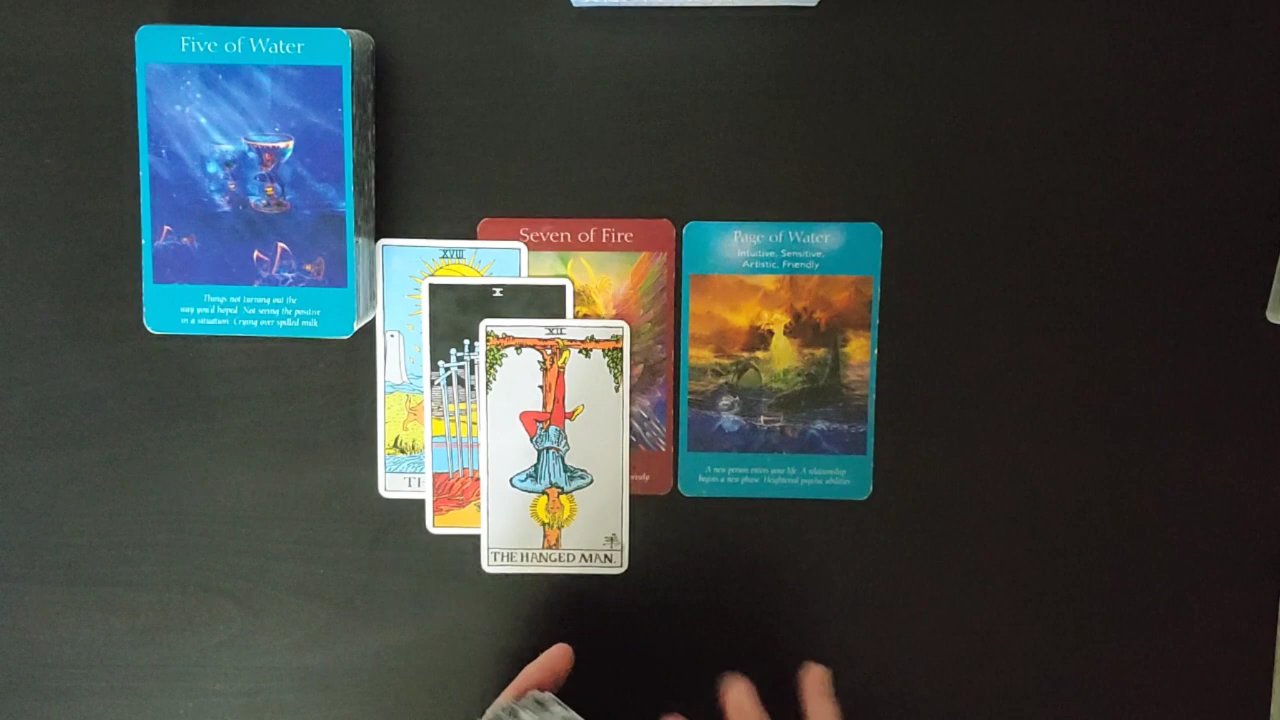 Five of Water
Things not turning out the
way you'd hoped. Not seeing the positive
in a situation. Crying over spilled milk.
XVIII
TH
X
XII
THE HANGED MAN.
Seven of Fire
Page of Water
Intuitive, Sensitive,
Artistic, Friendly
A new person enters your life. A relationship
begins a new phase. Heightened psychic abilities.